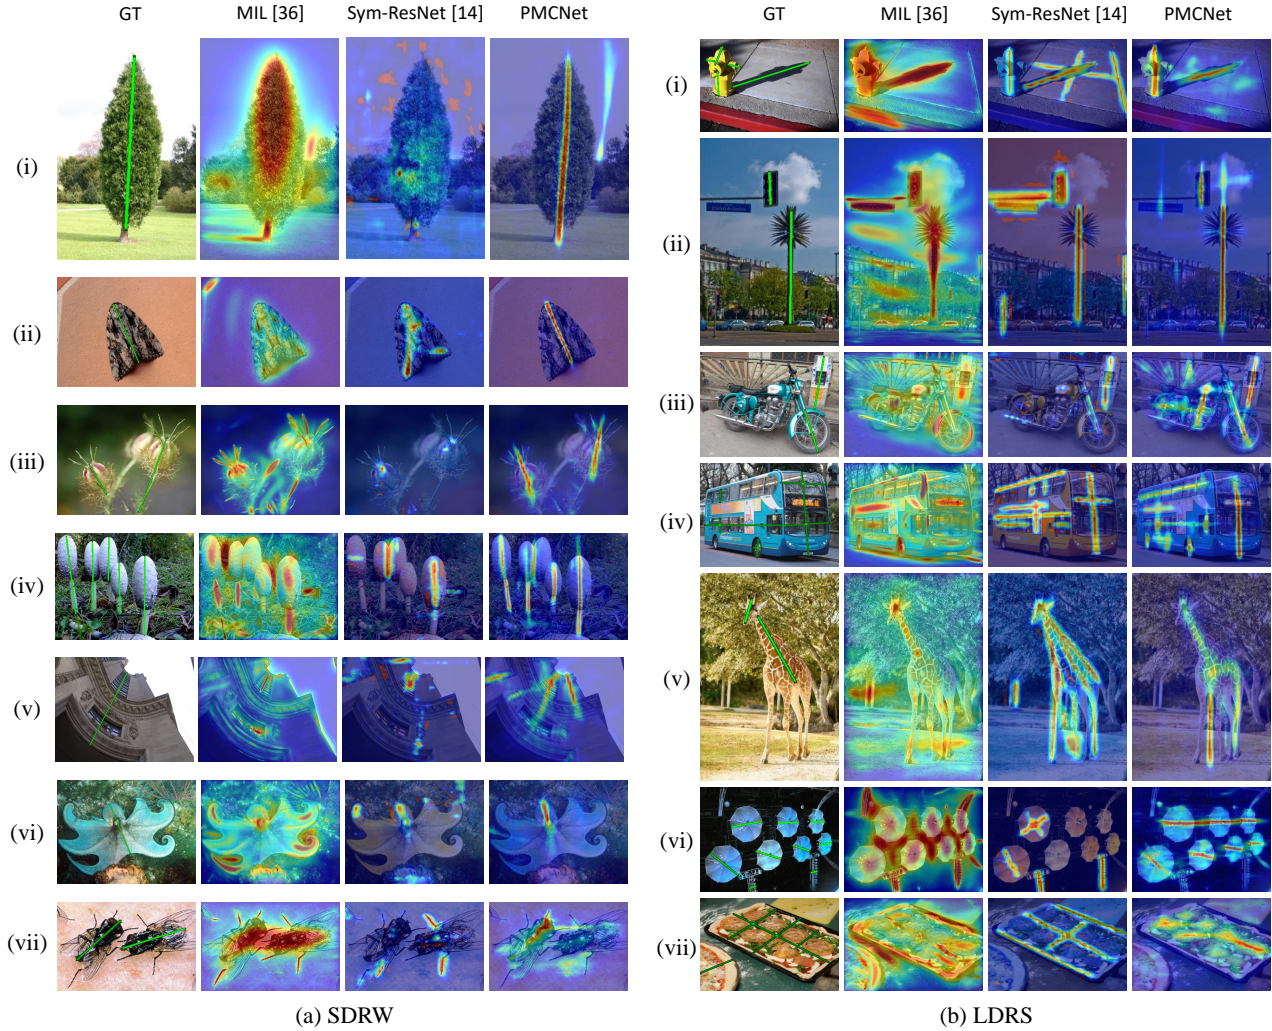 GT MIL [36] Sym-ResNet [14] PMCNet GT MIL [36] Sym-ResNet [14] PMCNet
(i)
(ii)
(iii)
(iv)
(v)
(vi)
(vii)
(i)
(ii)
(iii)
(iv)
(v)
(vi)
(vii)
(a) SDRW
(b) LDRS